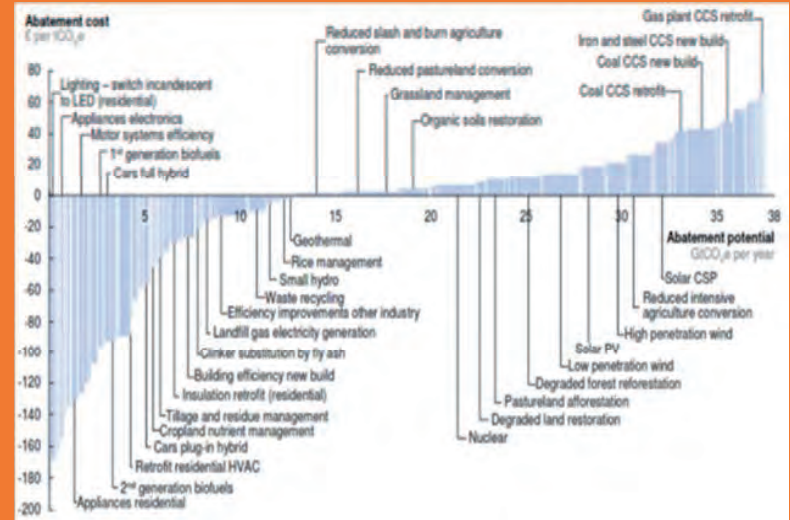 Abatement cost
€ per tCO₂e
80
60
40
20
0
-20
-40
-60
-80
-100
-120
-140
-160
-180
-200
Lighting – switch incandescent
to LED (residential)
Appliances electronics
Motor systems efficiency
1st generation biofuels
Cars full hybrid
Reduced slash and burn agriculture
conversion
Reduced pastureland conversion
Grassland management
Organic soils restoration
Gas plant CCS retrofit
Iron and steel CCS new build
Coal CCS new build
Coal CCS retrofit
5
10
15
20
25
30
35
38
Abatement potential
GtCO₂e per year
Geothermal
Rice management
Small hydro
Waste recycling
Efficiency improvements other industry
Landfill gas electricity generation
Clinker substitution by fly ash
Building efficiency new build
Insulation retrofit (residential)
Tillage and residue management
Cropland nutrient management
Cars plug-in hybrid
Retrofit residential HVAC
2nd generation biofuels
Appliances residential
Solar CSP
Reduced intensive
agriculture conversion
High penetration wind
Solar PV
Low penetration wind
Degraded forest reforestation
Pastureland afforestation
Degraded land restoration
Nuclear